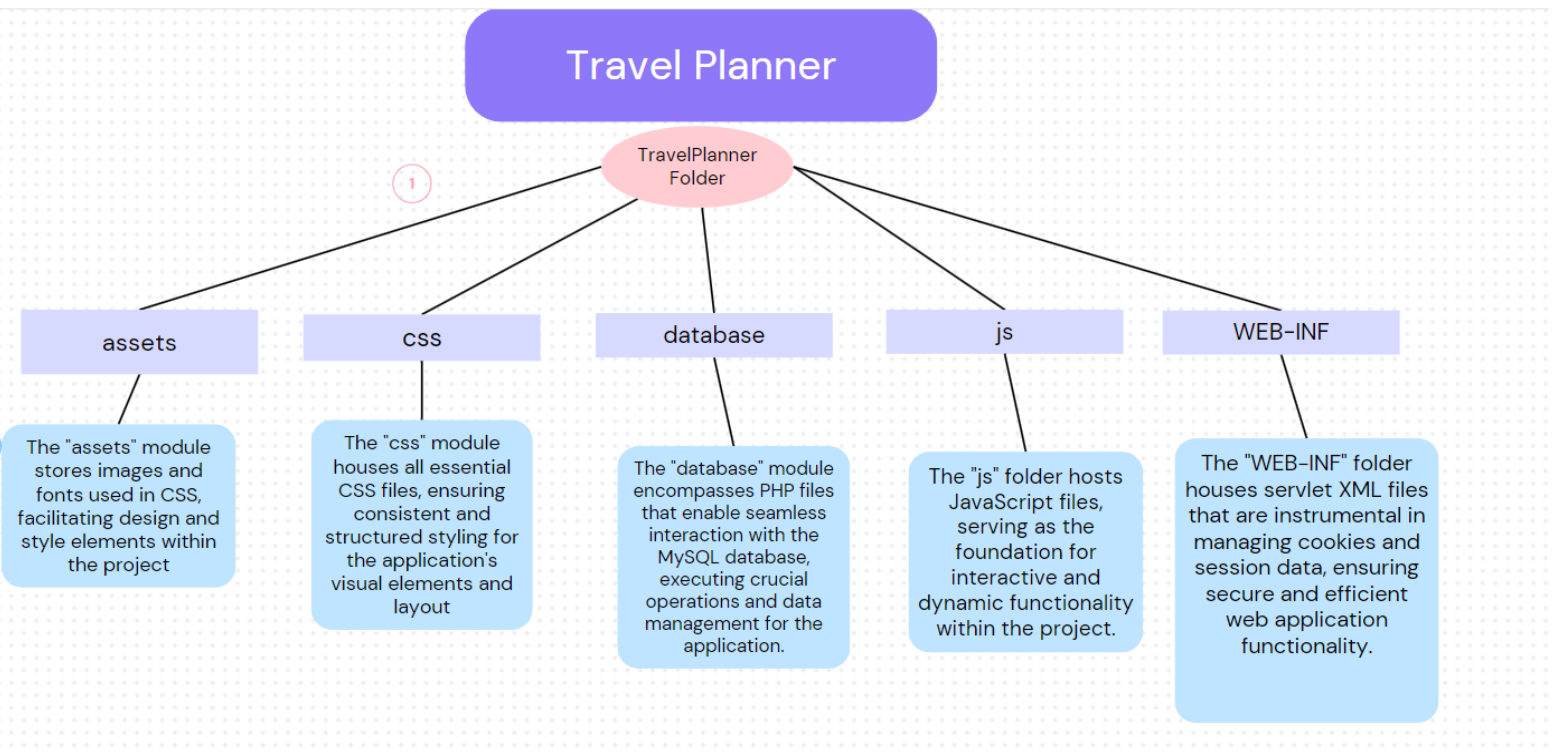 Travel Planner
TravelPlanner
Folder
1
assets
css
database
js
WEB-INF
The "assets" module
stores images and
fonts used in CSS,
facilitating design and
style elements within
the project
The "css" module
houses all essential
CSS files, ensuring
consistent and
structured styling for
the application's
visual elements and
layout
The "database" module
encompasses PHP files
that enable seamless
interaction with the
MySQL database,
executing crucial
operations and data
management for the
application.
The "js" folder hosts
JavaScript files,
serving as the
foundation for
interactive and
dynamic functionality
within the project.
The "WEB-INF" folder
houses servlet XML files
that are instrumental in
managing cookies and
session data, ensuring
secure and efficient
web application
functionality.